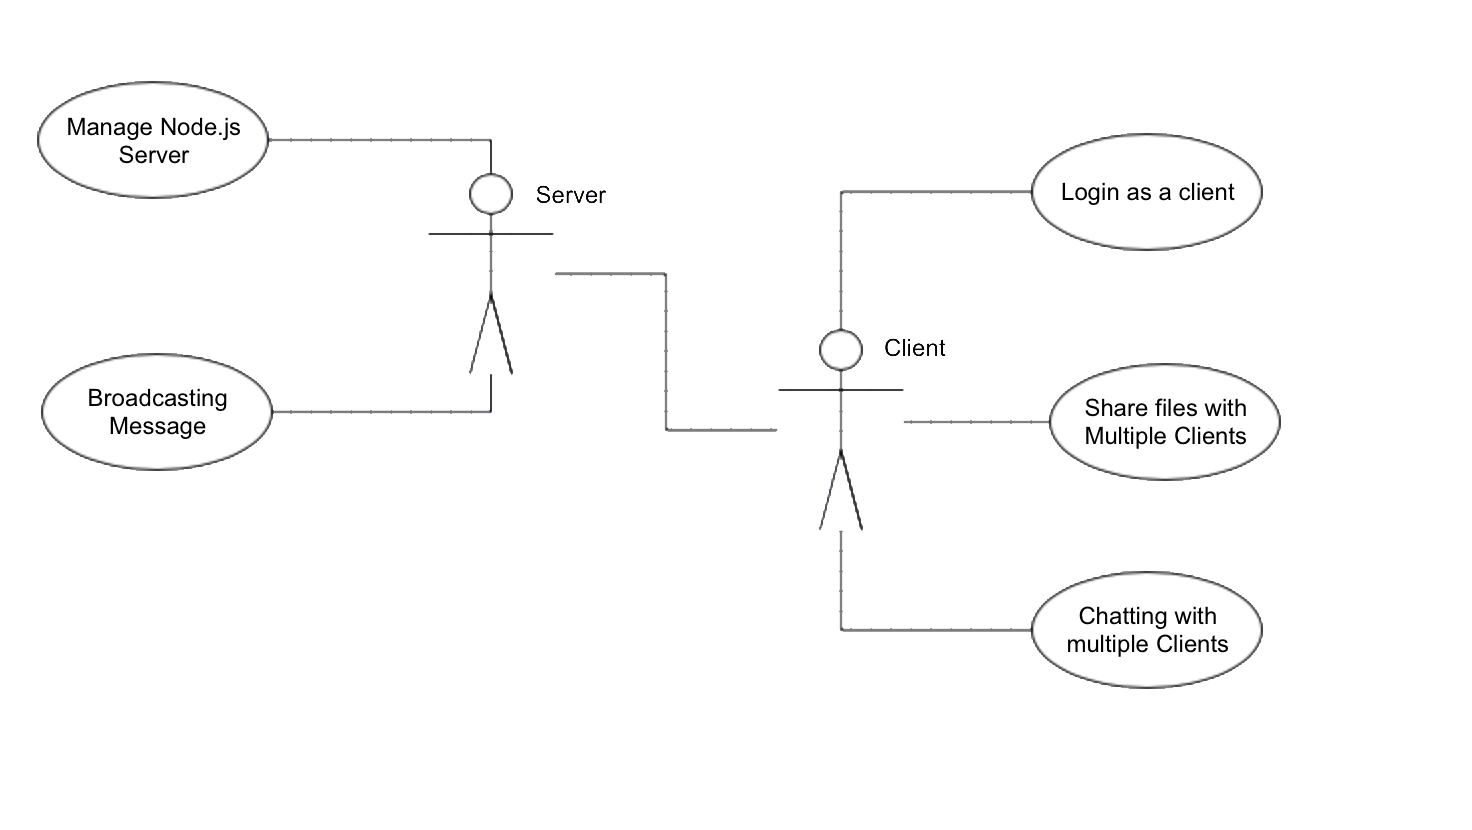 Manage Node.js
Server
Server
Broadcasting
Message
Login as a client
Client
Share files with
Multiple Clients
Chatting with
multiple Clients